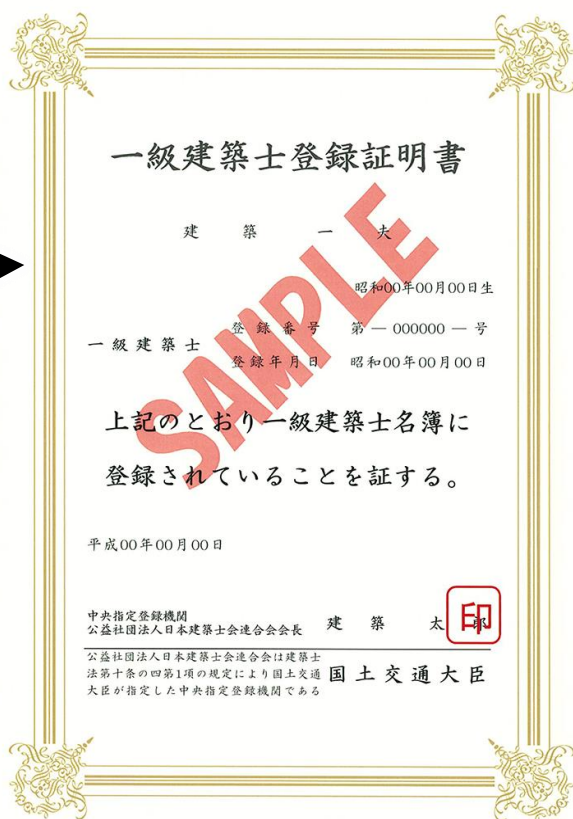 一級建築士登録証明書
建築一夫
昭和00年00月00日生
一級建築士
登録番号 第 — 000000 — 号
登録年月日 昭和00年00月00日
SAMPLE
上記のとおり一級建築士名簿に
登録されていることを証する。
平成00年00月00日
中央指定登録機関
公益社団法人日本建築士会連合会会長 建築太郎
印
公益社団法人日本建築士会連合会は建築士
法第十条の四第1項の規定により国土交通
大臣が指定した中央指定登録機関である
国土交通大臣